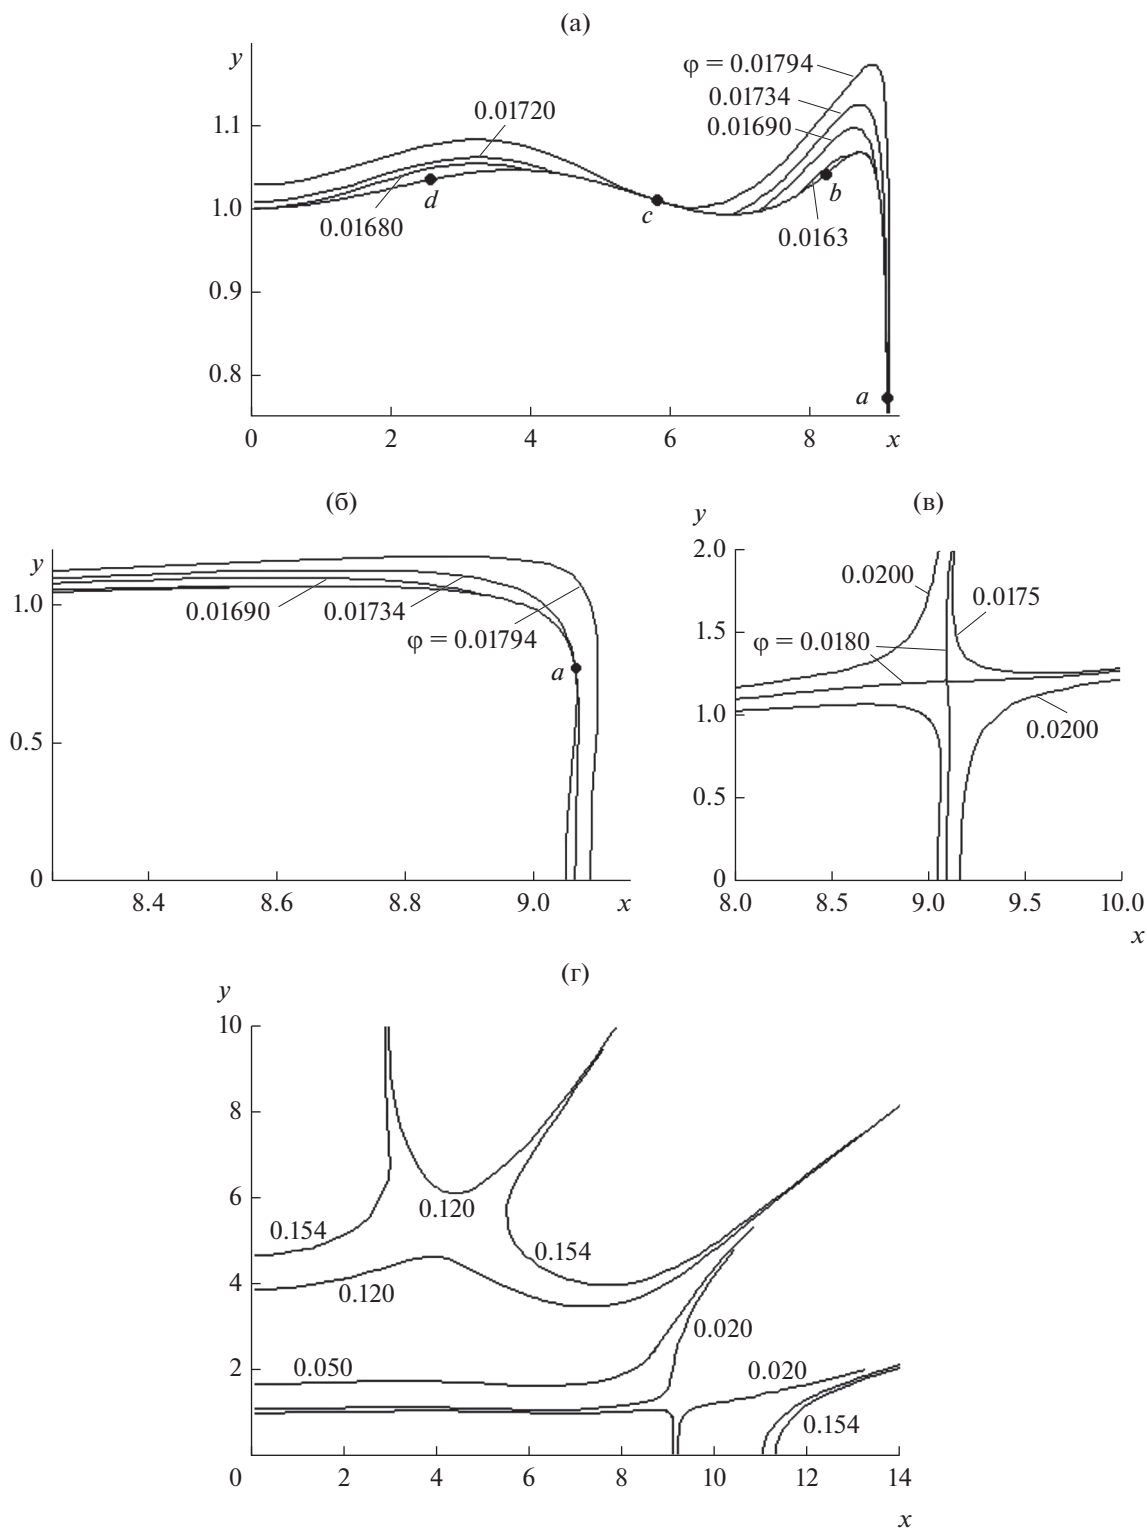 (а)
y
φ = 0.01794
0.01734
0.01720
0.01690
1.1
d
b
c
1.0
0.01680
0.0163
0.9
0.8
a
0 2 4 6 8 x
(б)
y
1.0
0.01690 0.01734
φ = 0.01794
a
0.5
0
8.4 8.6 8.8 9.0 x
(в)
y
2.0
0.0200
0.0175
1.5
φ = 0.0180
1.0
0.0200
0.5
0
8.0 8.5 9.0 9.5 10.0
x
(г)
y
10
8
6
0.120
0.154
0.154
4
0.120
0.020
2
0.050
0.020
0.154
0 2 4 6 8 10 12 14
x